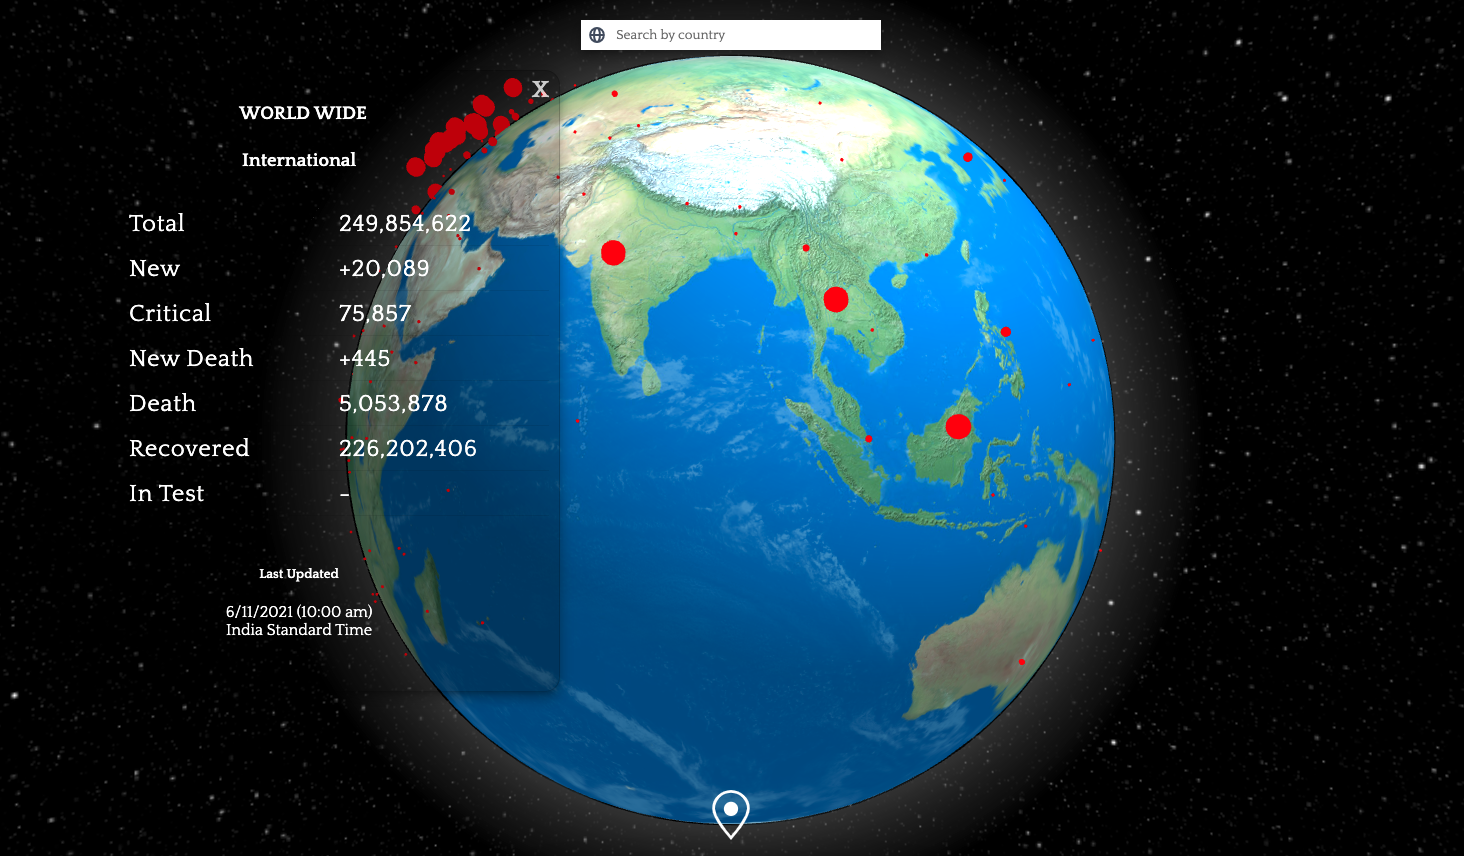 Search by country
X
WORLD WIDE
International
Total 249,854,622
New +20,089
Critical 75,857
New Death +445
Death 5,053,878
Recovered 226,202,406
In Test -
Last Updated
6/11/2021 (10:00 am)
India Standard Time